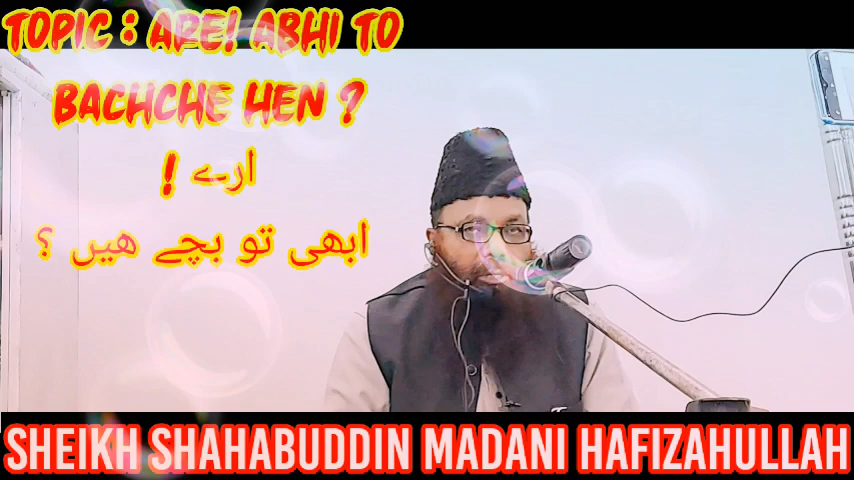 TOPIC : ARE! ABHI TO
BACHCHE HEN ?
ارے !
ابھی تو بچے ھیں ؟
SHEIKH SHAHABUDDIN MADANI HAFIZAHULLAH